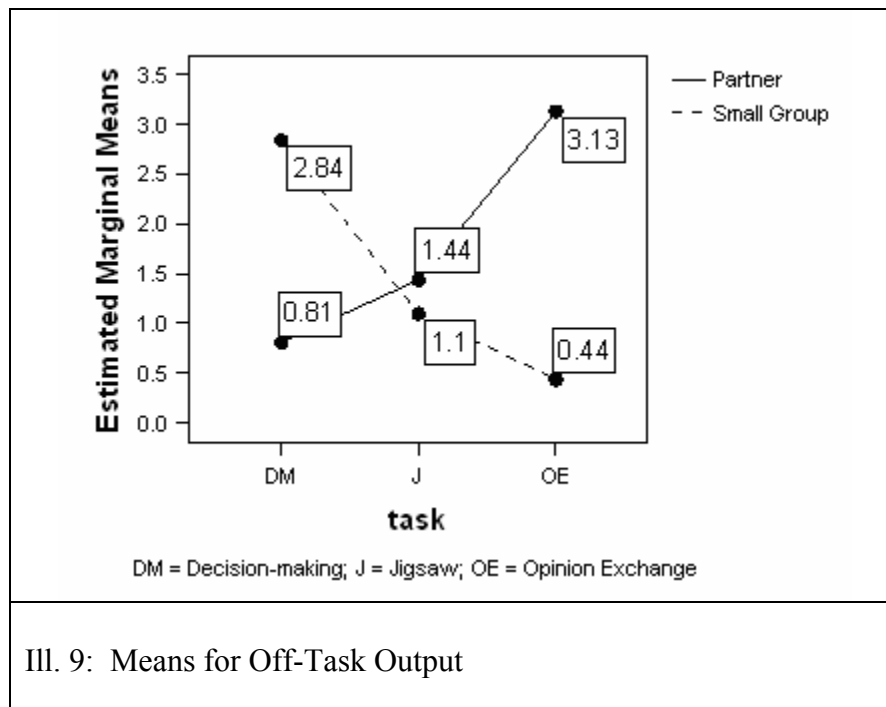 Estimated Marginal Means
3.5
3.0
2.5
2.0
1.5
1.0
0.5
0.0
2.84
0.81
1.44
1.1
3.13
0.44
Partner
Small Group
DM
J
OE
task
DM = Decision-making; J = Jigsaw; OE = Opinion Exchange
Ill. 9: Means for Off-Task Output